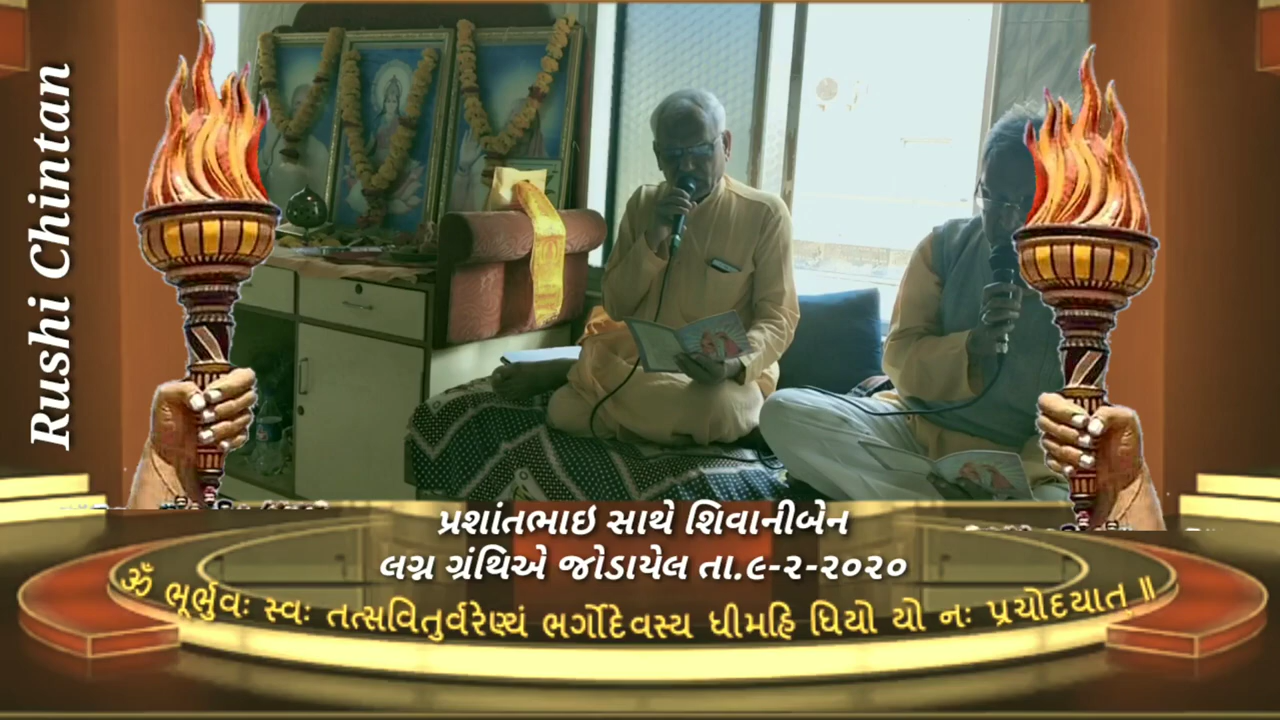 Rushi Chintan
પ્રશાંતભાઇ સાથે શિવાનીબેન
લગ્ન ગ્રંથિએ જોડાયેલ તા.૯-૨-૨૦૨૦
ૐ ભૂર્ભુવઃ સ્વઃ તત્સવિતુર્વરેણ્યં ભર્ગોદેવસ્ય ધીમહિ ધિયો યો નઃ પ્રચોદયાત્ ॥